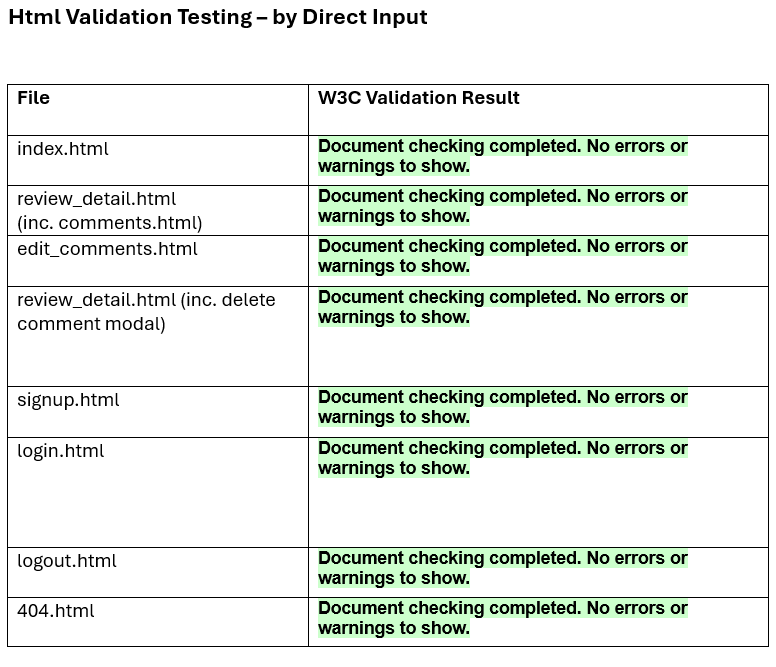 Html Validation Testing – by Direct Input
File
W3C Validation Result
index.html
Document checking completed. No errors or
warnings to show.
review_detail.html
(inc. comments.html)
Document checking completed. No errors or
warnings to show.
edit_comments.html
Document checking completed. No errors or
warnings to show.
review_detail.html (inc. delete
comment modal)
Document checking completed. No errors or
warnings to show.
signup.html
Document checking completed. No errors or
warnings to show.
login.html
Document checking completed. No errors or
warnings to show.
logout.html
Document checking completed. No errors or
warnings to show.
404.html
Document checking completed. No errors or
warnings to show.